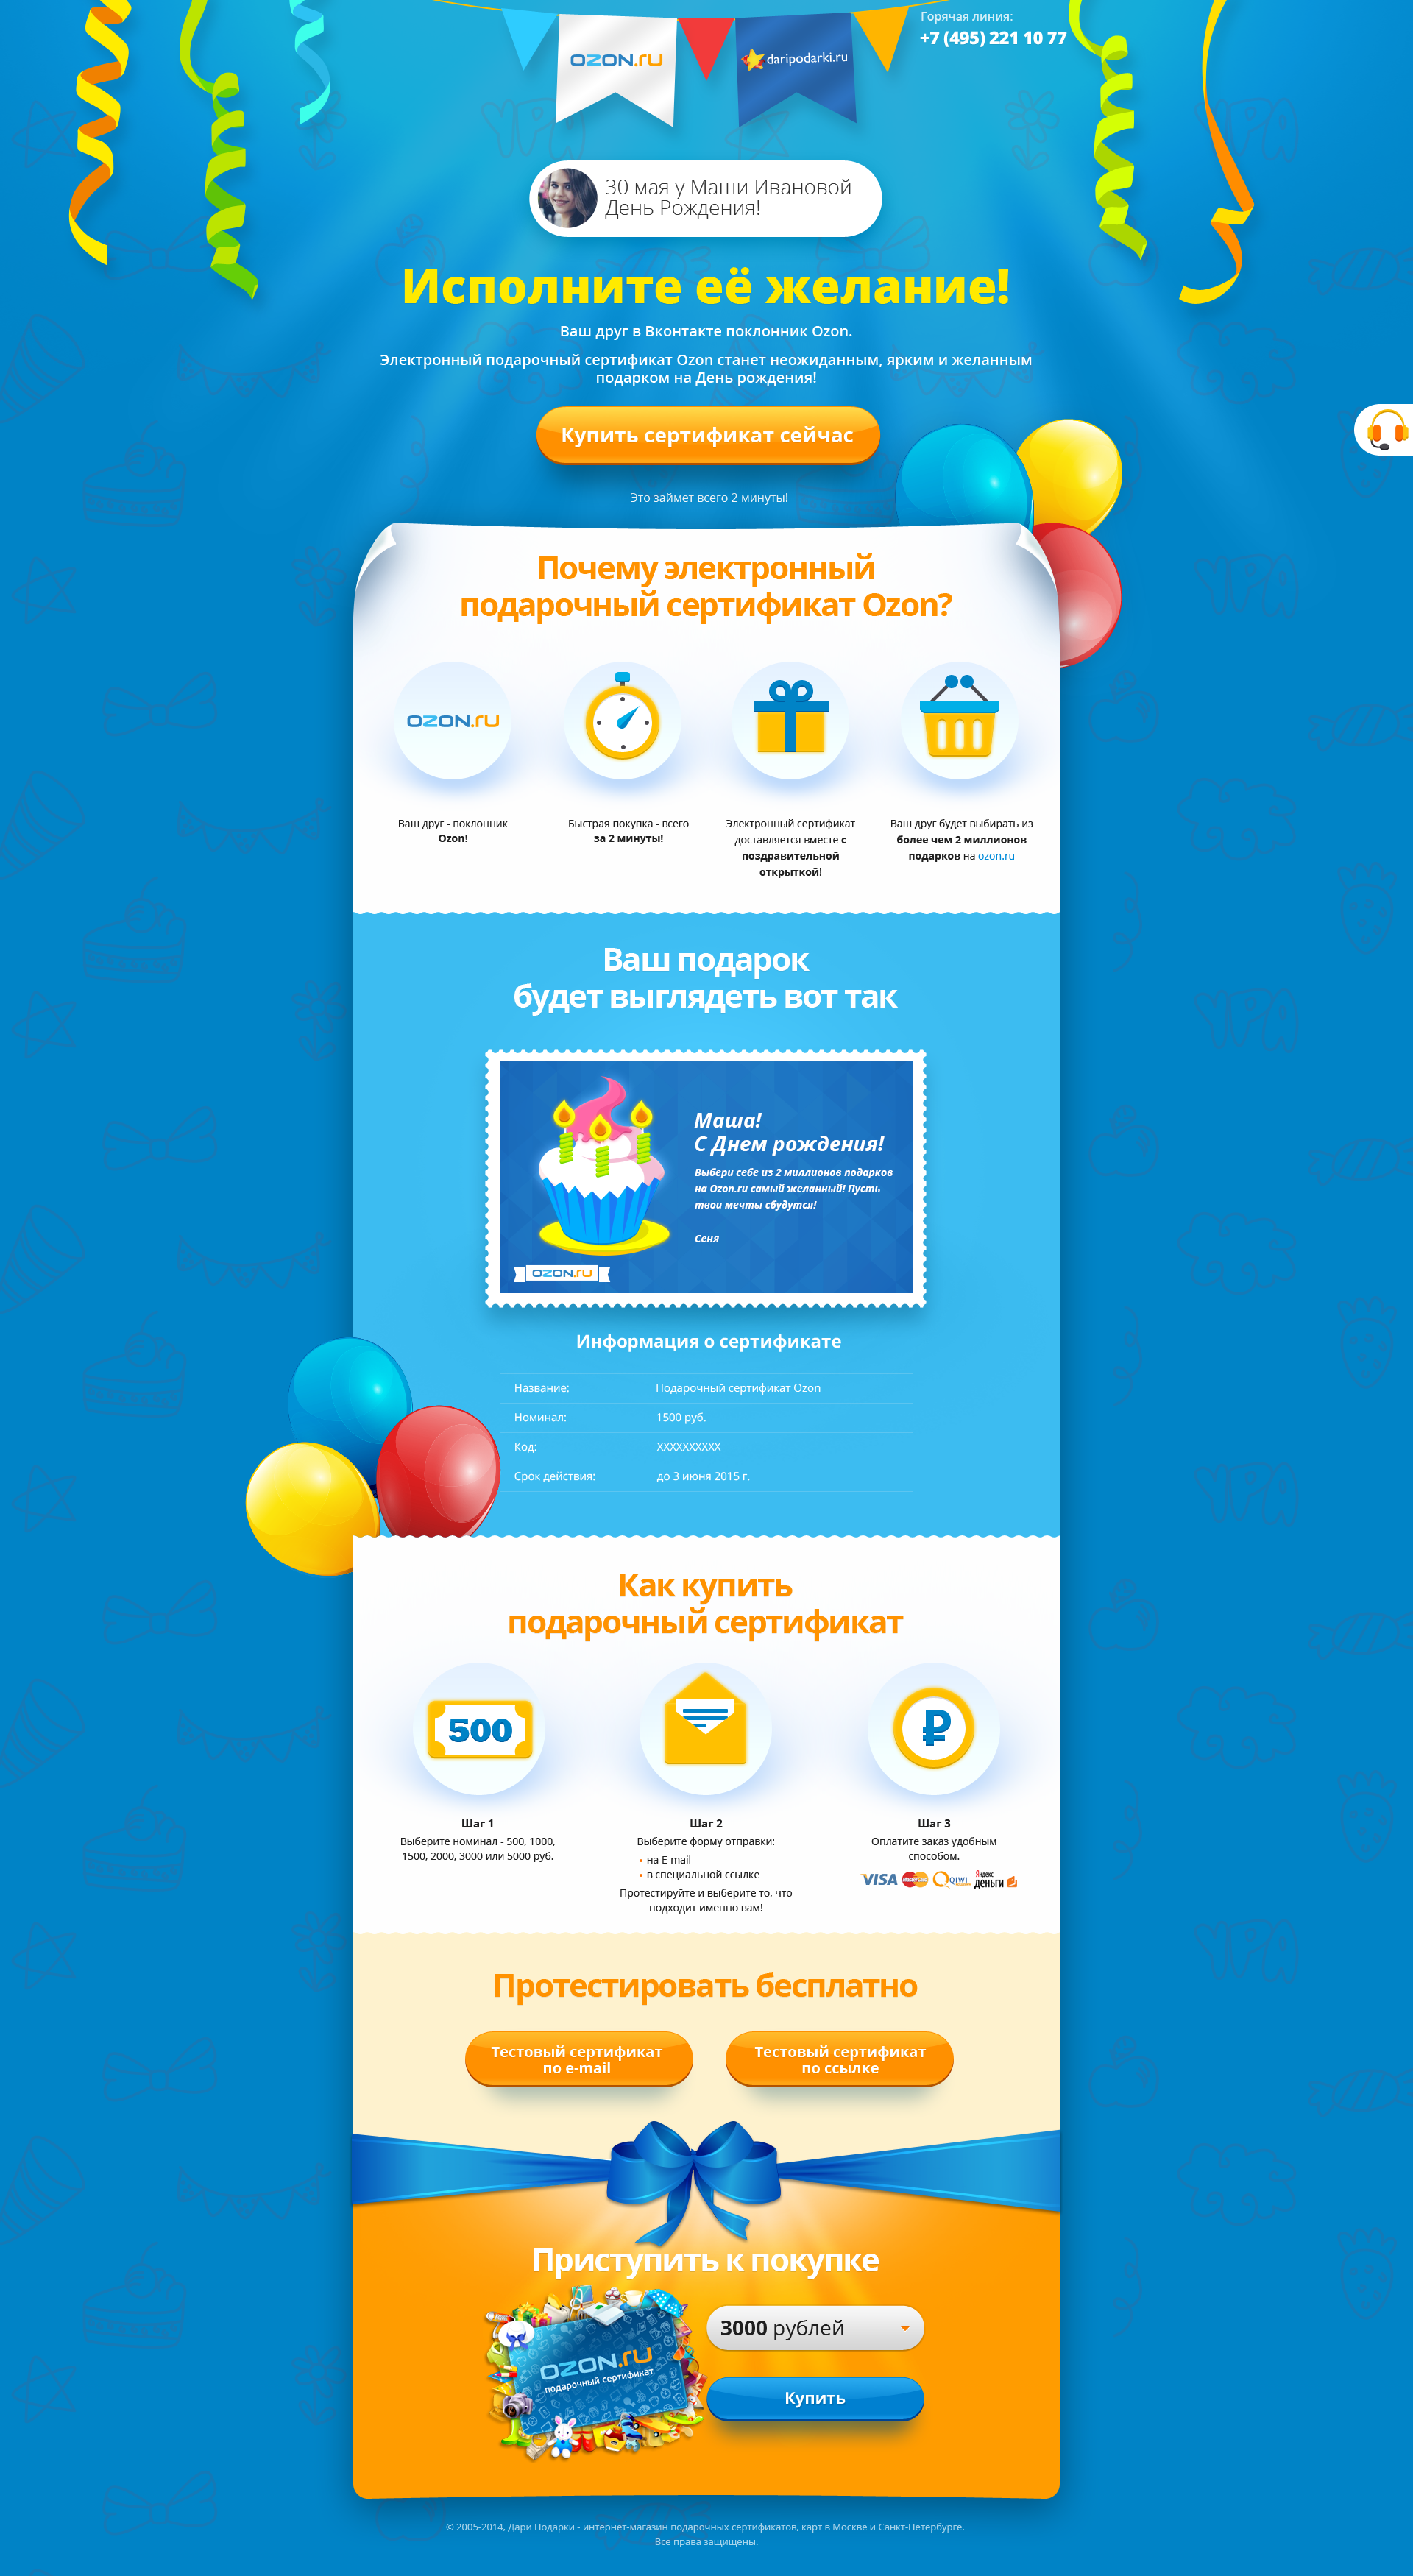 Горячая линия:
+7 (495) 221 10 77
OZON.ru
daripodarki.ru
30 мая у Маши Ивановой
День Рождения!
Исполните её желание!
Ваш друг в Вконтакте поклонник Ozon.
Электронный подарочный сертификат Ozon станет неожиданным, ярким и желанным
подарком на День рождения!
Купить сертификат сейчас
Это займет всего 2 минуты!
Почему электронный
подарочный сертификат Ozon?
OZON.ru
Ваш друг - поклонник
Ozon!
Быстрая покупка - всего
за 2 минуты!
Электронный сертификат
доставляется вместе с
поздравительной
открыткой!
Ваш друг будет выбирать из
более чем 2 миллионов
подарков на ozon.ru
Ваш подарок
будет выглядеть вот так
Маша!
С Днем рождения!
Выбери себе из 2 миллионов подарков
на Ozon.ru самый желанный! Пусть
твои мечты сбудутся!
Сеня
OZON.ru
Информация о сертификате
Название: Подарочный сертификат Ozon
Номинал: 1500 руб.
Код: XXXXXXXXXX
Срок действия: до 3 июня 2015 г.
Как купить
подарочный сертификат
500
₽
Шаг 1
Выберите номинал - 500, 1000,
1500, 2000, 3000 или 5000 руб.
Шаг 2
Выберите форму отправки:
• на E-mail
• в специальной ссылке
Протестируйте и выберите то, что
подходит именно вам!
Шаг 3
Оплатите заказ удобным
способом.
VISA MasterCard QIWI Яндекс деньги
Протестировать бесплатно
Тестовый сертификат
по e-mail
Тестовый сертификат
по ссылке
Приступить к покупке
OZON.ru
подарочный сертификат
3000 рублей
Купить
© 2005-2014, Дари Подарки - интернет-магазин подарочных сертификатов, карт в Москве и Санкт-Петербурге.
Все права защищены.
УРА
УРА
УРА
УРА
УРА
УРА